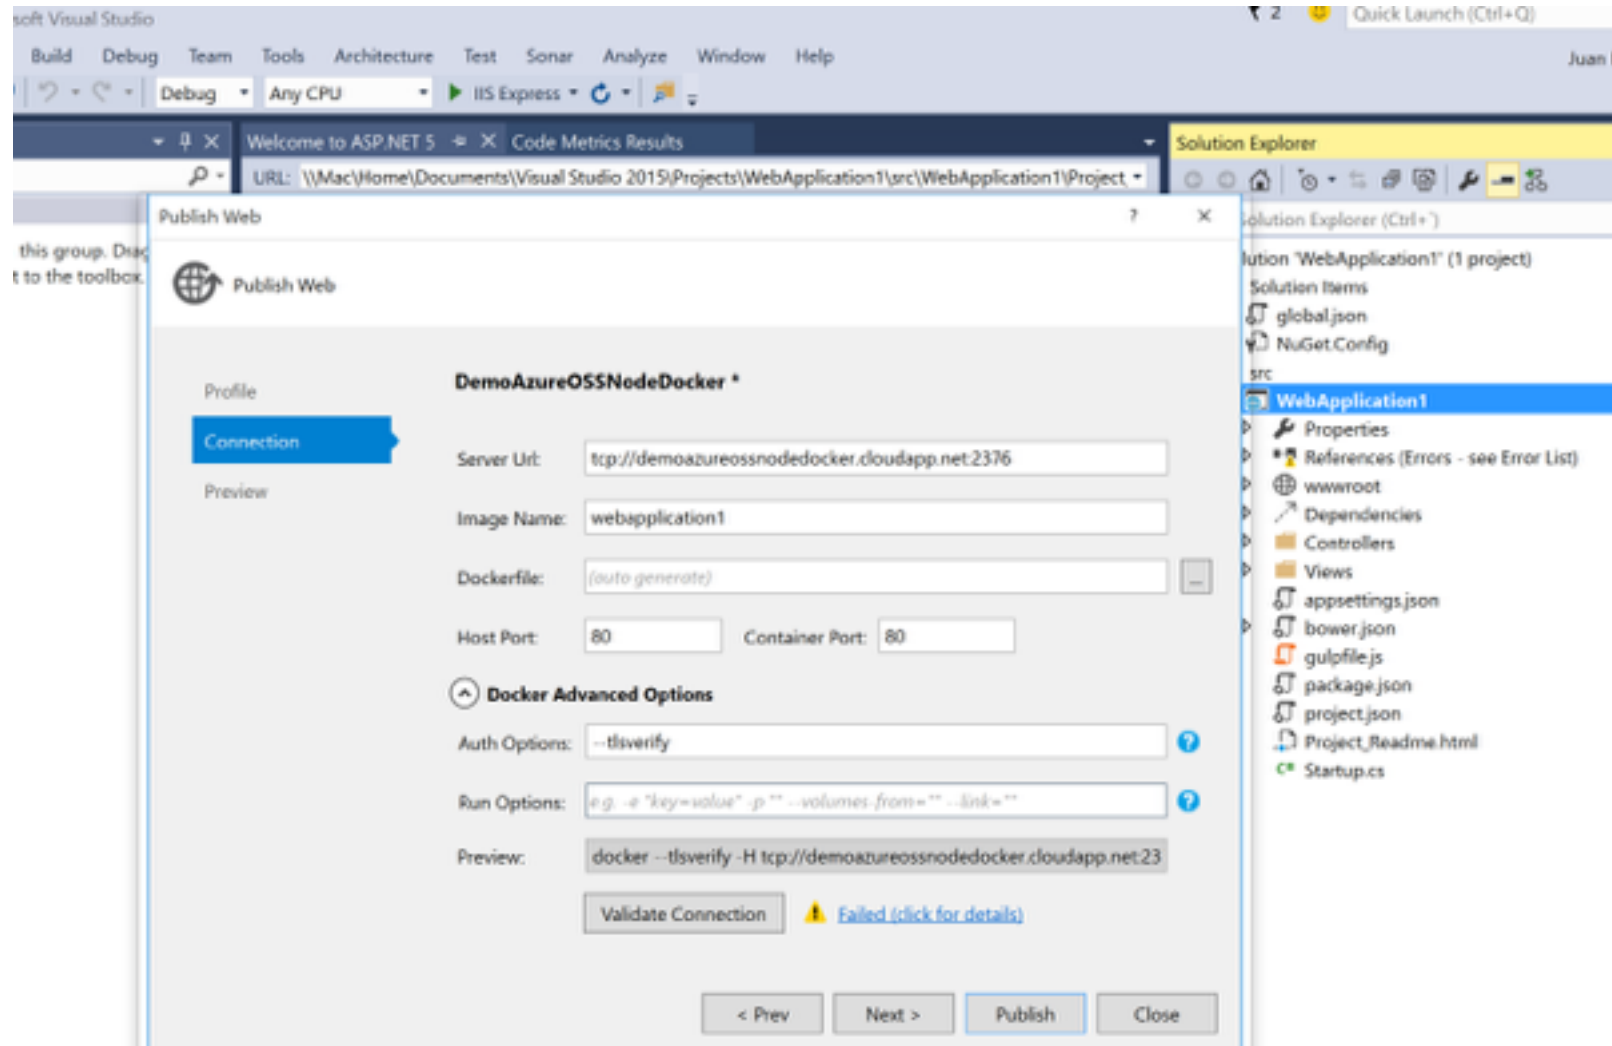 soft Visual Studio
2 Quick Launch (Ctrl+Q)
Build Debug Team Tools Architecture Test Sonar Analyze Window Help
Juan
Debug Any CPU IIS Express
Welcome to ASP.NET 5 Code Metrics Results
URL: \\Mac\Home\Documents\Visual Studio 2015\Projects\WebApplication1\src\WebApplication1\Project_
this group. Drag
t to the toolbox.
Publish Web ? ×
Publish Web
Profile
Connection
Preview
DemoAzureOSSNodeDocker *
Server Url: tcp://demoazureossnodedocker.cloudapp.net:2376
Image Name: webapplication1
Dockerfile: (auto generate) ...
Host Port: 80 Container Port: 80
Docker Advanced Options
Auth Options: --tlsverify ?
Run Options: e.g. -e "key=value" -p "" --volumes-from="" --link="" ?
Preview: docker --tlsverify -H tcp://demoazureossnodedocker.cloudapp.net:23
Validate Connection Failed (click for details)
< Prev Next > Publish Close
Solution Explorer
Solution Explorer (Ctrl+`)
lution 'WebApplication1' (1 project)
Solution Items
global.json
NuGet.Config
src
WebApplication1
Properties
References (Errors - see Error List)
wwwroot
Dependencies
Controllers
Views
appsettings.json
bower.json
gulpfile.js
package.json
project.json
Project_Readme.html
C# Startup.cs